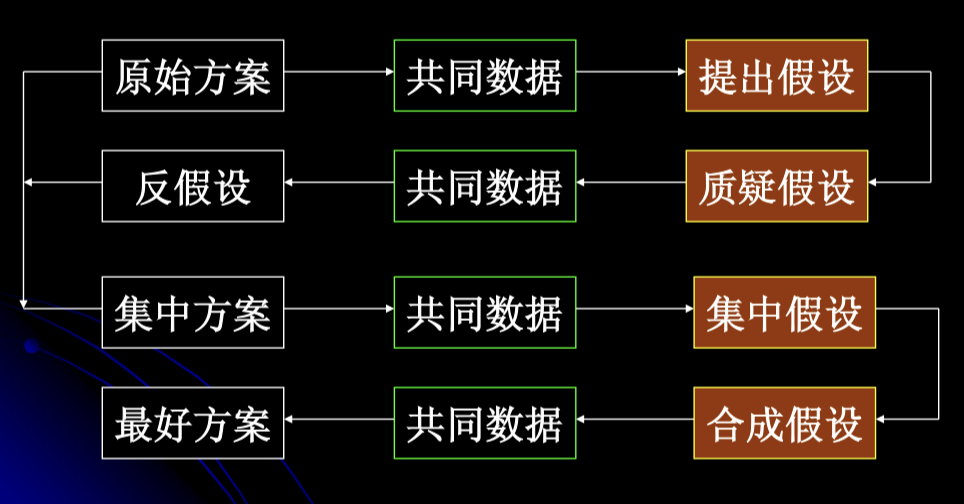 原始方案 共同数据 提出假设
反假设 共同数据 质疑假设
集中方案 共同数据 集中假设
最好方案 共同数据 合成假设